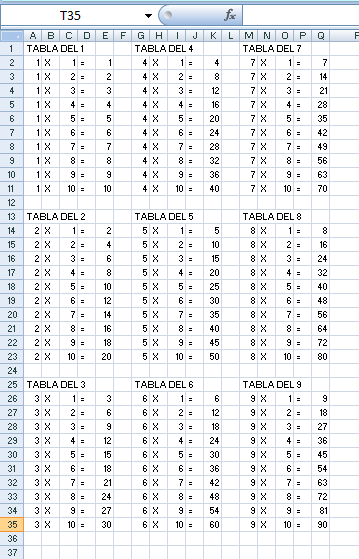 T35 fx
A B C D E F G H I J K L M N O P Q
1 TABLA DEL 1 TABLA DEL 4 TABLA DEL 7
2 1 X 1 = 1 4 X 1 = 4 7 X 1 = 7
3 1 X 2 = 2 4 X 2 = 8 7 X 2 = 14
4 1 X 3 = 3 4 X 3 = 12 7 X 3 = 21
5 1 X 4 = 4 4 X 4 = 16 7 X 4 = 28
6 1 X 5 = 5 4 X 5 = 20 7 X 5 = 35
7 1 X 6 = 6 4 X 6 = 24 7 X 6 = 42
8 1 X 7 = 7 4 X 7 = 28 7 X 7 = 49
9 1 X 8 = 8 4 X 8 = 32 7 X 8 = 56
10 1 X 9 = 9 4 X 9 = 36 7 X 9 = 63
11 1 X 10 = 10 4 X 10 = 40 7 X 10 = 70
12
13 TABLA DEL 2 TABLA DEL 5 TABLA DEL 8
14 2 X 1 = 2 5 X 1 = 5 8 X 1 = 8
15 2 X 2 = 4 5 X 2 = 10 8 X 2 = 16
16 2 X 3 = 6 5 X 3 = 15 8 X 3 = 24
17 2 X 4 = 8 5 X 4 = 20 8 X 4 = 32
18 2 X 5 = 10 5 X 5 = 25 8 X 5 = 40
19 2 X 6 = 12 5 X 6 = 30 8 X 6 = 48
20 2 X 7 = 14 5 X 7 = 35 8 X 7 = 56
21 2 X 8 = 16 5 X 8 = 40 8 X 8 = 64
22 2 X 9 = 18 5 X 9 = 45 8 X 9 = 72
23 2 X 10 = 20 5 X 10 = 50 8 X 10 = 80
24
25 TABLA DEL 3 TABLA DEL 6 TABLA DEL 9
26 3 X 1 = 3 6 X 1 = 6 9 X 1 = 9
27 3 X 2 = 6 6 X 2 = 12 9 X 2 = 18
28 3 X 3 = 9 6 X 3 = 18 9 X 3 = 27
29 3 X 4 = 12 6 X 4 = 24 9 X 4 = 36
30 3 X 5 = 15 6 X 5 = 30 9 X 5 = 45
31 3 X 6 = 18 6 X 6 = 36 9 X 6 = 54
32 3 X 7 = 21 6 X 7 = 42 9 X 7 = 63
33 3 X 8 = 24 6 X 8 = 48 9 X 8 = 72
34 3 X 9 = 27 6 X 9 = 54 9 X 9 = 81
35 3 X 10 = 30 6 X 10 = 60 9 X 10 = 90
36
37